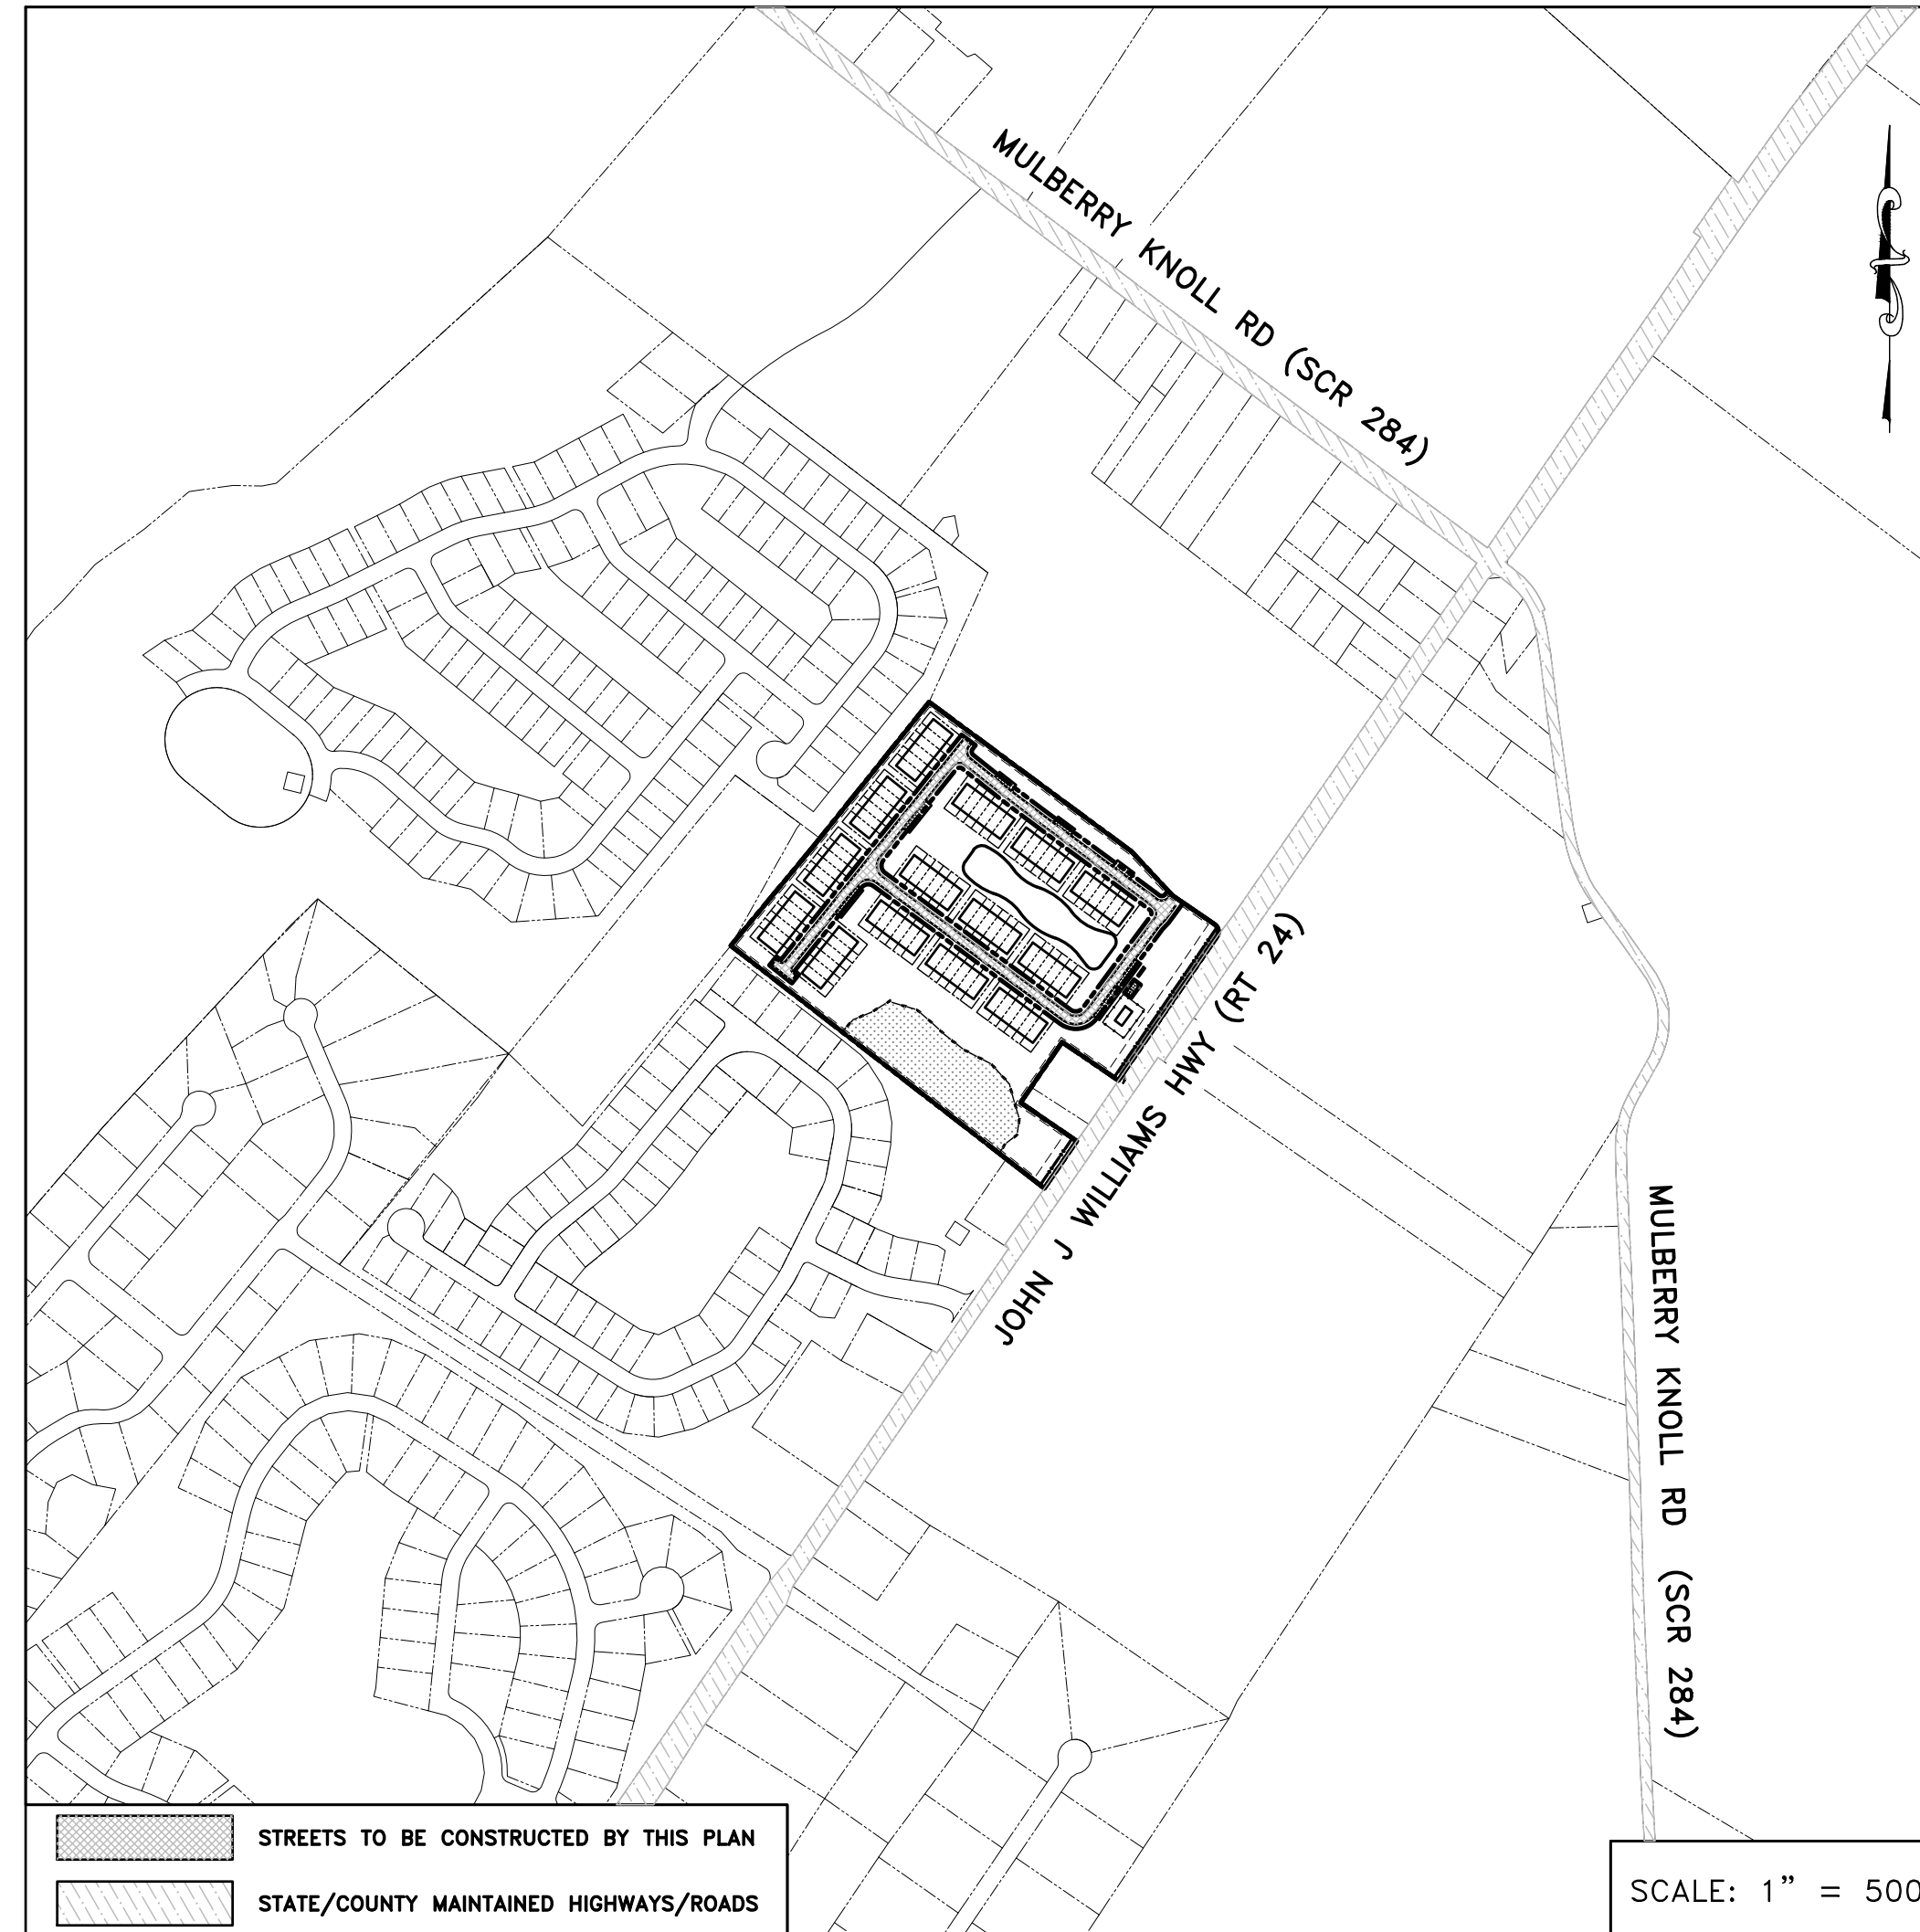 MULBERRY KNOLL RD (SCR 284)
JOHN J WILLIAMS HWY (RT 24)
MULBERRY KNOLL RD (SCR 284)
STREETS TO BE CONSTRUCTED BY THIS PLAN
STATE/COUNTY MAINTAINED HIGHWAYS/ROADS
SCALE: 1" = 500